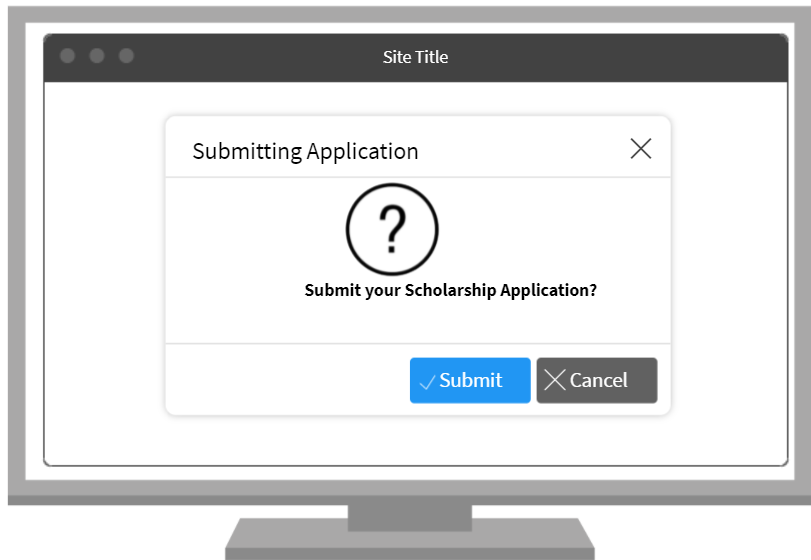 Site Title
Submitting Application
?
Submit your Scholarship Application?
Submit Cancel